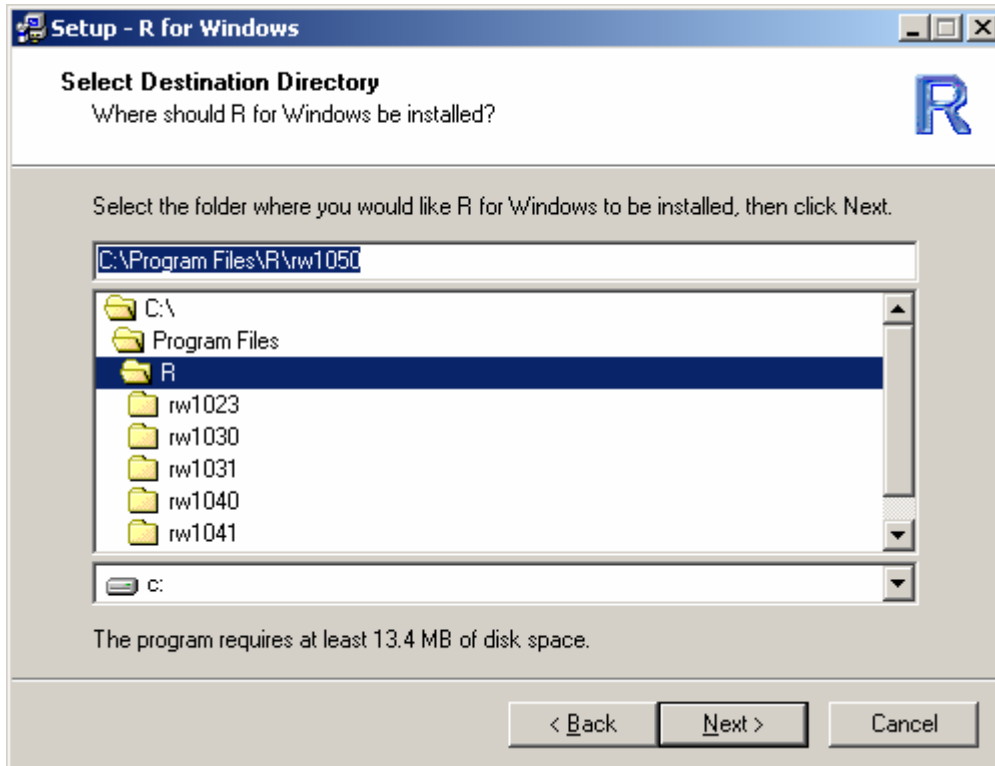 Setup - R for Windows
Select Destination Directory
Where should R for Windows be installed?
R
Select the folder where you would like R for Windows to be installed, then click Next.
C:\Program Files\R\rw1050
C:\
Program Files
R
rw1023
rw1030
rw1031
rw1040
rw1041
c:
The program requires at least 13.4 MB of disk space.
< Back
Next >
Cancel